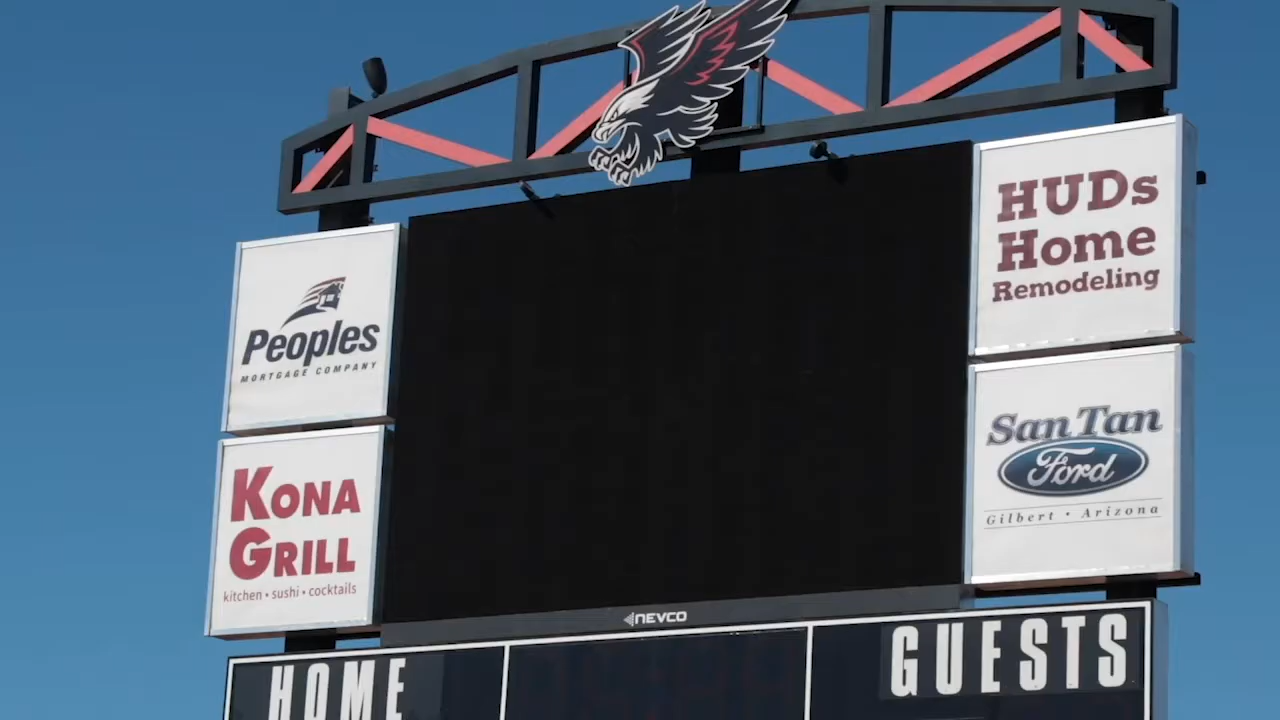 Peoples
MORTGAGE COMPANY
KONA
GRILL
kitchen • sushi • cocktails
HUDs
Home
Remodeling
San Tan
Ford
Gilbert • Arizona
NEVCO
HOME
GUESTS